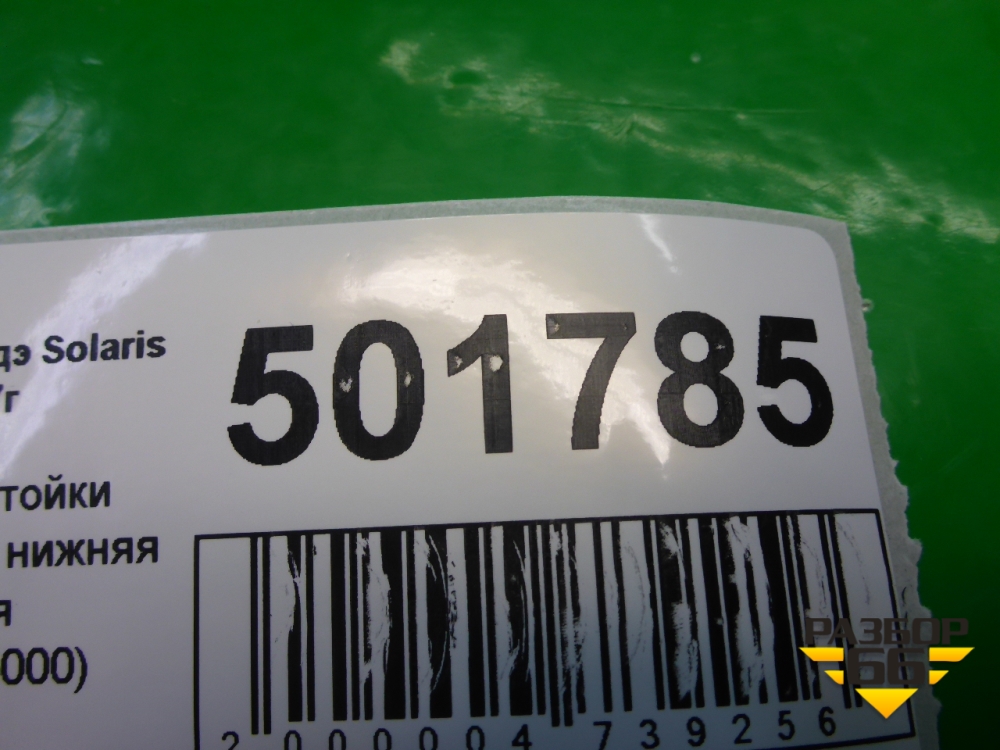 дэ Solaris
/г
501785
тойки
нижняя
я
000)
2 000004 739256
РАЗБОР
66